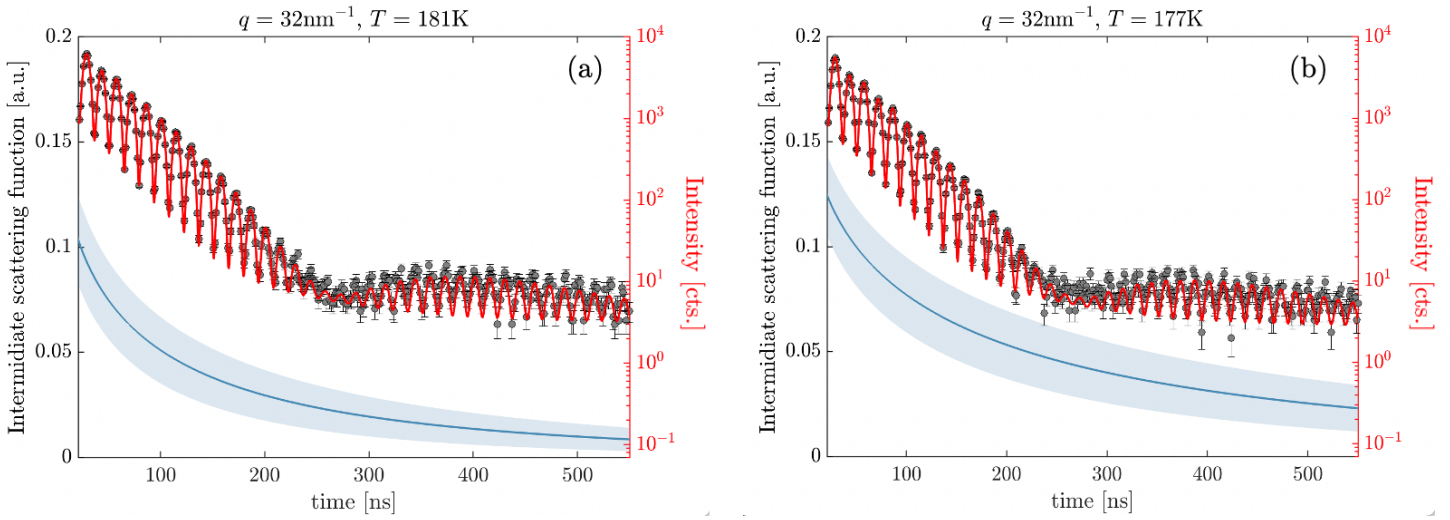 q = 32nm⁻¹, T = 181K
(a)
Intermidiate scattering function [a.u.]
0.2
0.15
0.1
0.05
0
100 200 300 400 500
time [ns]
10⁴
10³
10²
10¹
10⁰
10⁻¹
Intensity [cts.]
q = 32nm⁻¹, T = 177K
(b)
Intermidiate scattering function [a.u.]
0.2
0.15
0.1
0.05
0
100 200 300 400 500
time [ns]
10⁴
10³
10²
10¹
10⁰
10⁻¹
Intensity [cts.]